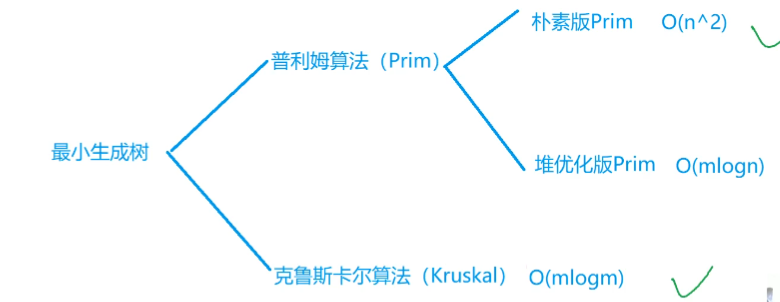 朴素版Prim O(n^2)
普利姆算法（Prim）
最小生成树
堆优化版Prim O(mlogn)
克鲁斯卡尔算法（Kruskal） O(mlogm)